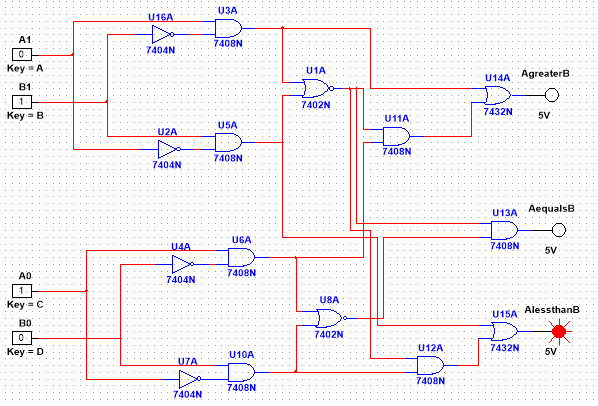 A1
0
Key = A
B1
1
Key = B
U16A
7404N
U3A
7408N
U2A
7404N
U5A
7408N
U1A
7402N
U11A
7408N
U14A
7432N
AgreaterB
5V
U13A
7408N
AequalsB
5V
A0
1
Key = C
B0
0
Key = D
U4A
7404N
U6A
7408N
U7A
7404N
U10A
7408N
U8A
7402N
U12A
7408N
U15A
7432N
AlessthanB
5V